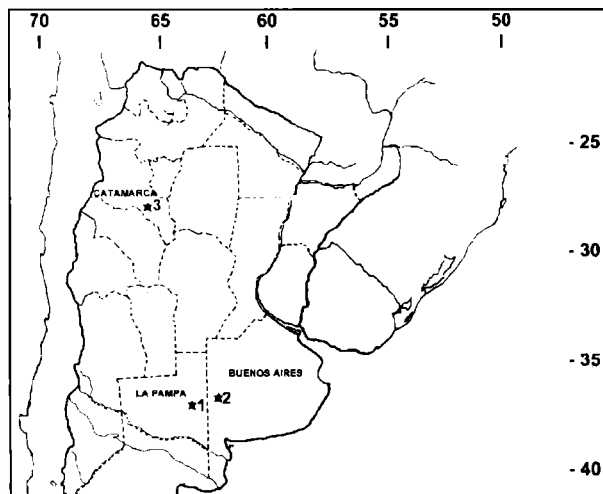 70 65 60 55 50
- 25
CATAMARCA
3
- 30
- 35
BUENOS AIRES
LA PAMPA
1 2
- 40